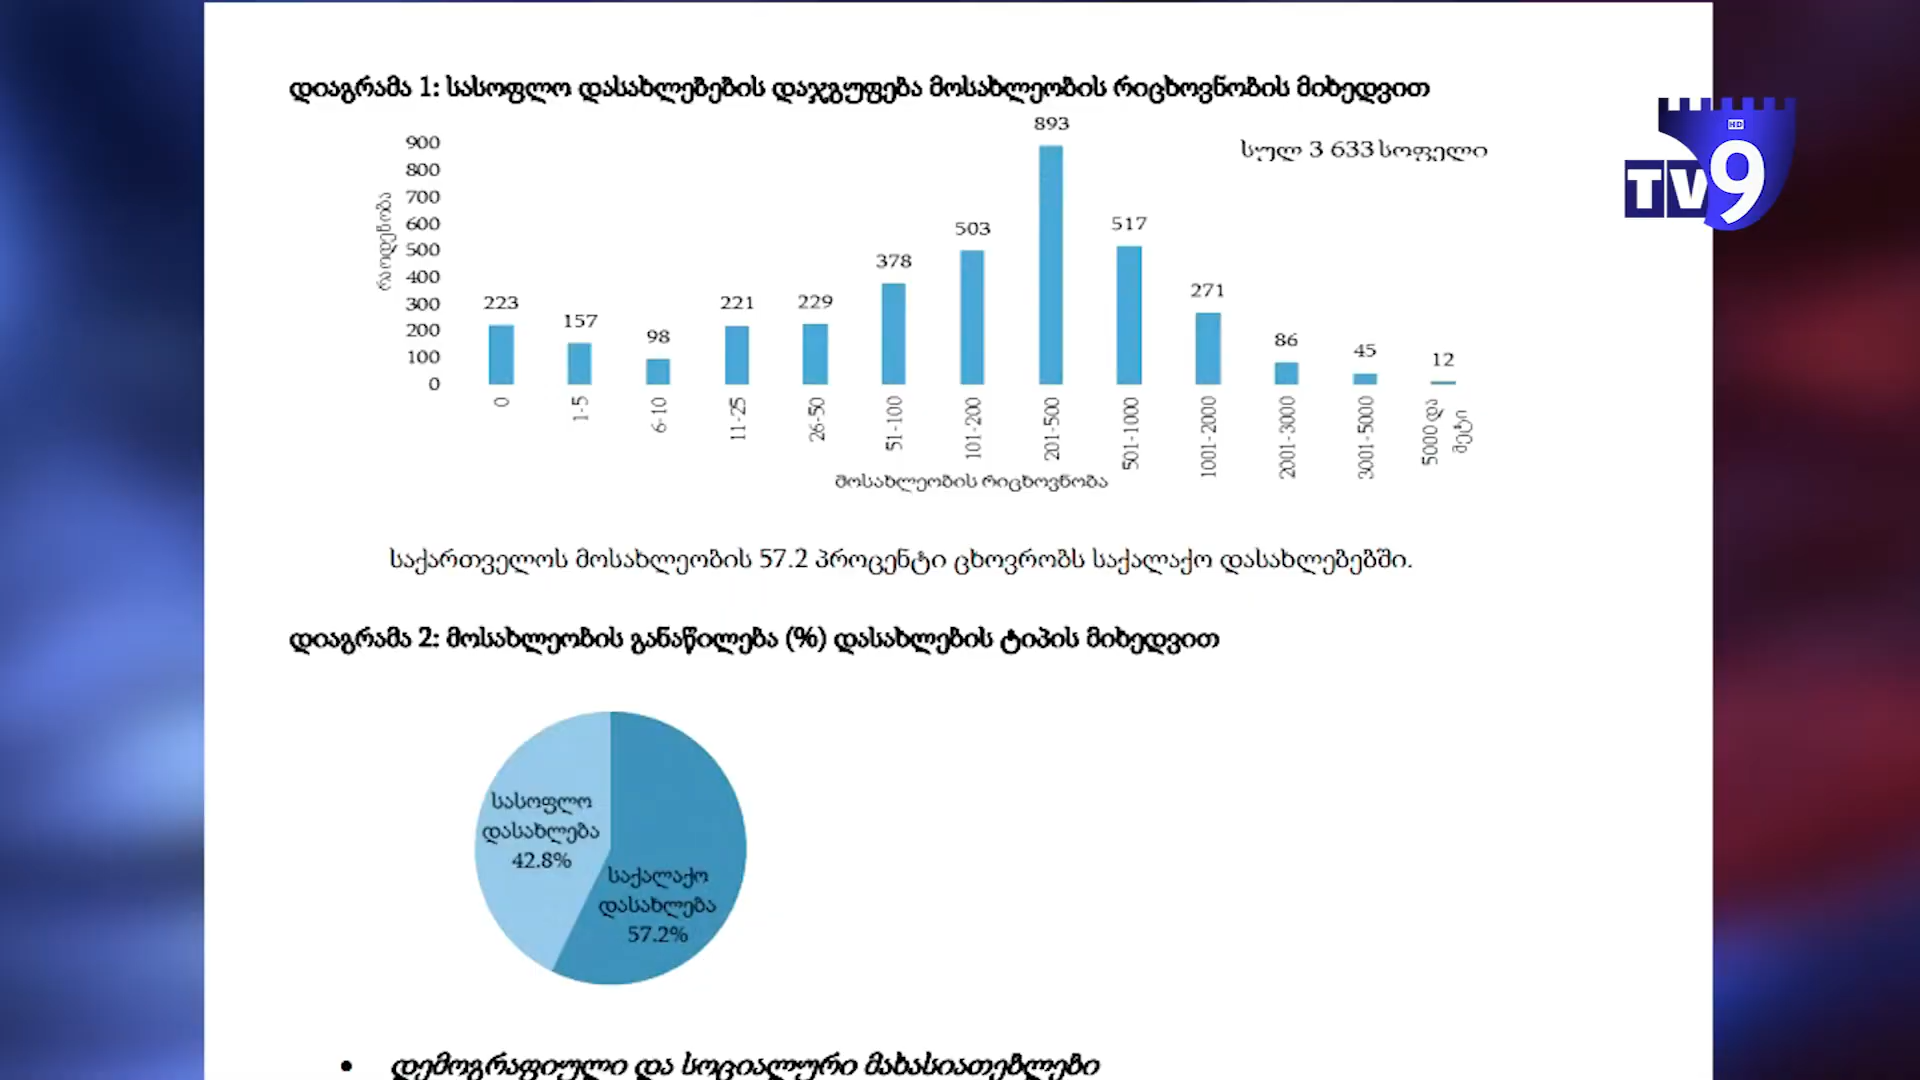 დიაგრამა 1: სასოფლო დასახლებების დაჯგუფება მოსახლეობის რიცხოვნობის მიხედვით
სულ 3 633 სოფელი
რაოდენობა
900
800
700
600
500
400
300
200
100
0
223
157
98
221
229
378
503
893
517
271
86
45
12
0
1-5
6-10
11-25
26-50
51-100
101-200
201-500
501-1000
1001-2000
2001-3000
3001-5000
5000 და
მეტი
მოსახლეობის რიცხოვნობა
HD
TV9
საქართველოს მოსახლეობის 57.2 პროცენტი ცხოვრობს საქალაქო დასახლებებში.
დიაგრამა 2: მოსახლეობის განაწილება (%) დასახლების ტიპის მიხედვით
სასოფლო
დასახლება
42.8%
საქალაქო
დასახლება
57.2%
• დემოგრაფიული და სოციალური მახასიათებლები